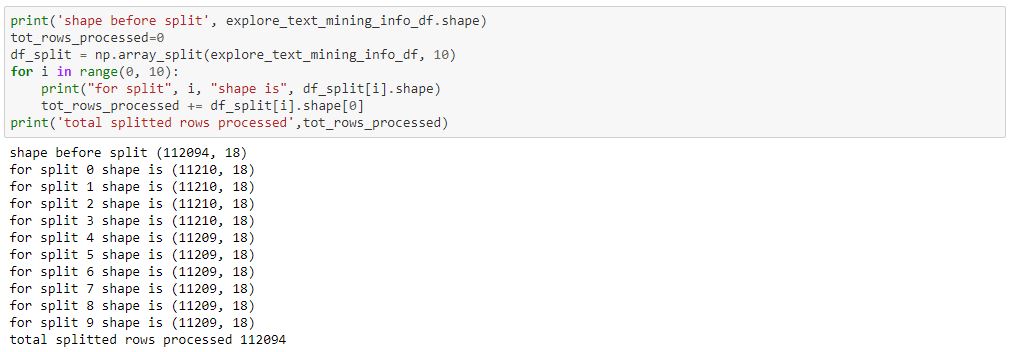 print('shape before split', explore_text_mining_info_df.shape)
tot_rows_processed=0
df_split = np.array_split(explore_text_mining_info_df, 10)
for i in range(0, 10):
    print("for split", i, "shape is", df_split[i].shape)
    tot_rows_processed += df_split[i].shape[0]
print('total splitted rows processed',tot_rows_processed)
shape before split (112094, 18)
for split 0 shape is (11210, 18)
for split 1 shape is (11210, 18)
for split 2 shape is (11210, 18)
for split 3 shape is (11210, 18)
for split 4 shape is (11209, 18)
for split 5 shape is (11209, 18)
for split 6 shape is (11209, 18)
for split 7 shape is (11209, 18)
for split 8 shape is (11209, 18)
for split 9 shape is (11209, 18)
total splitted rows processed 112094